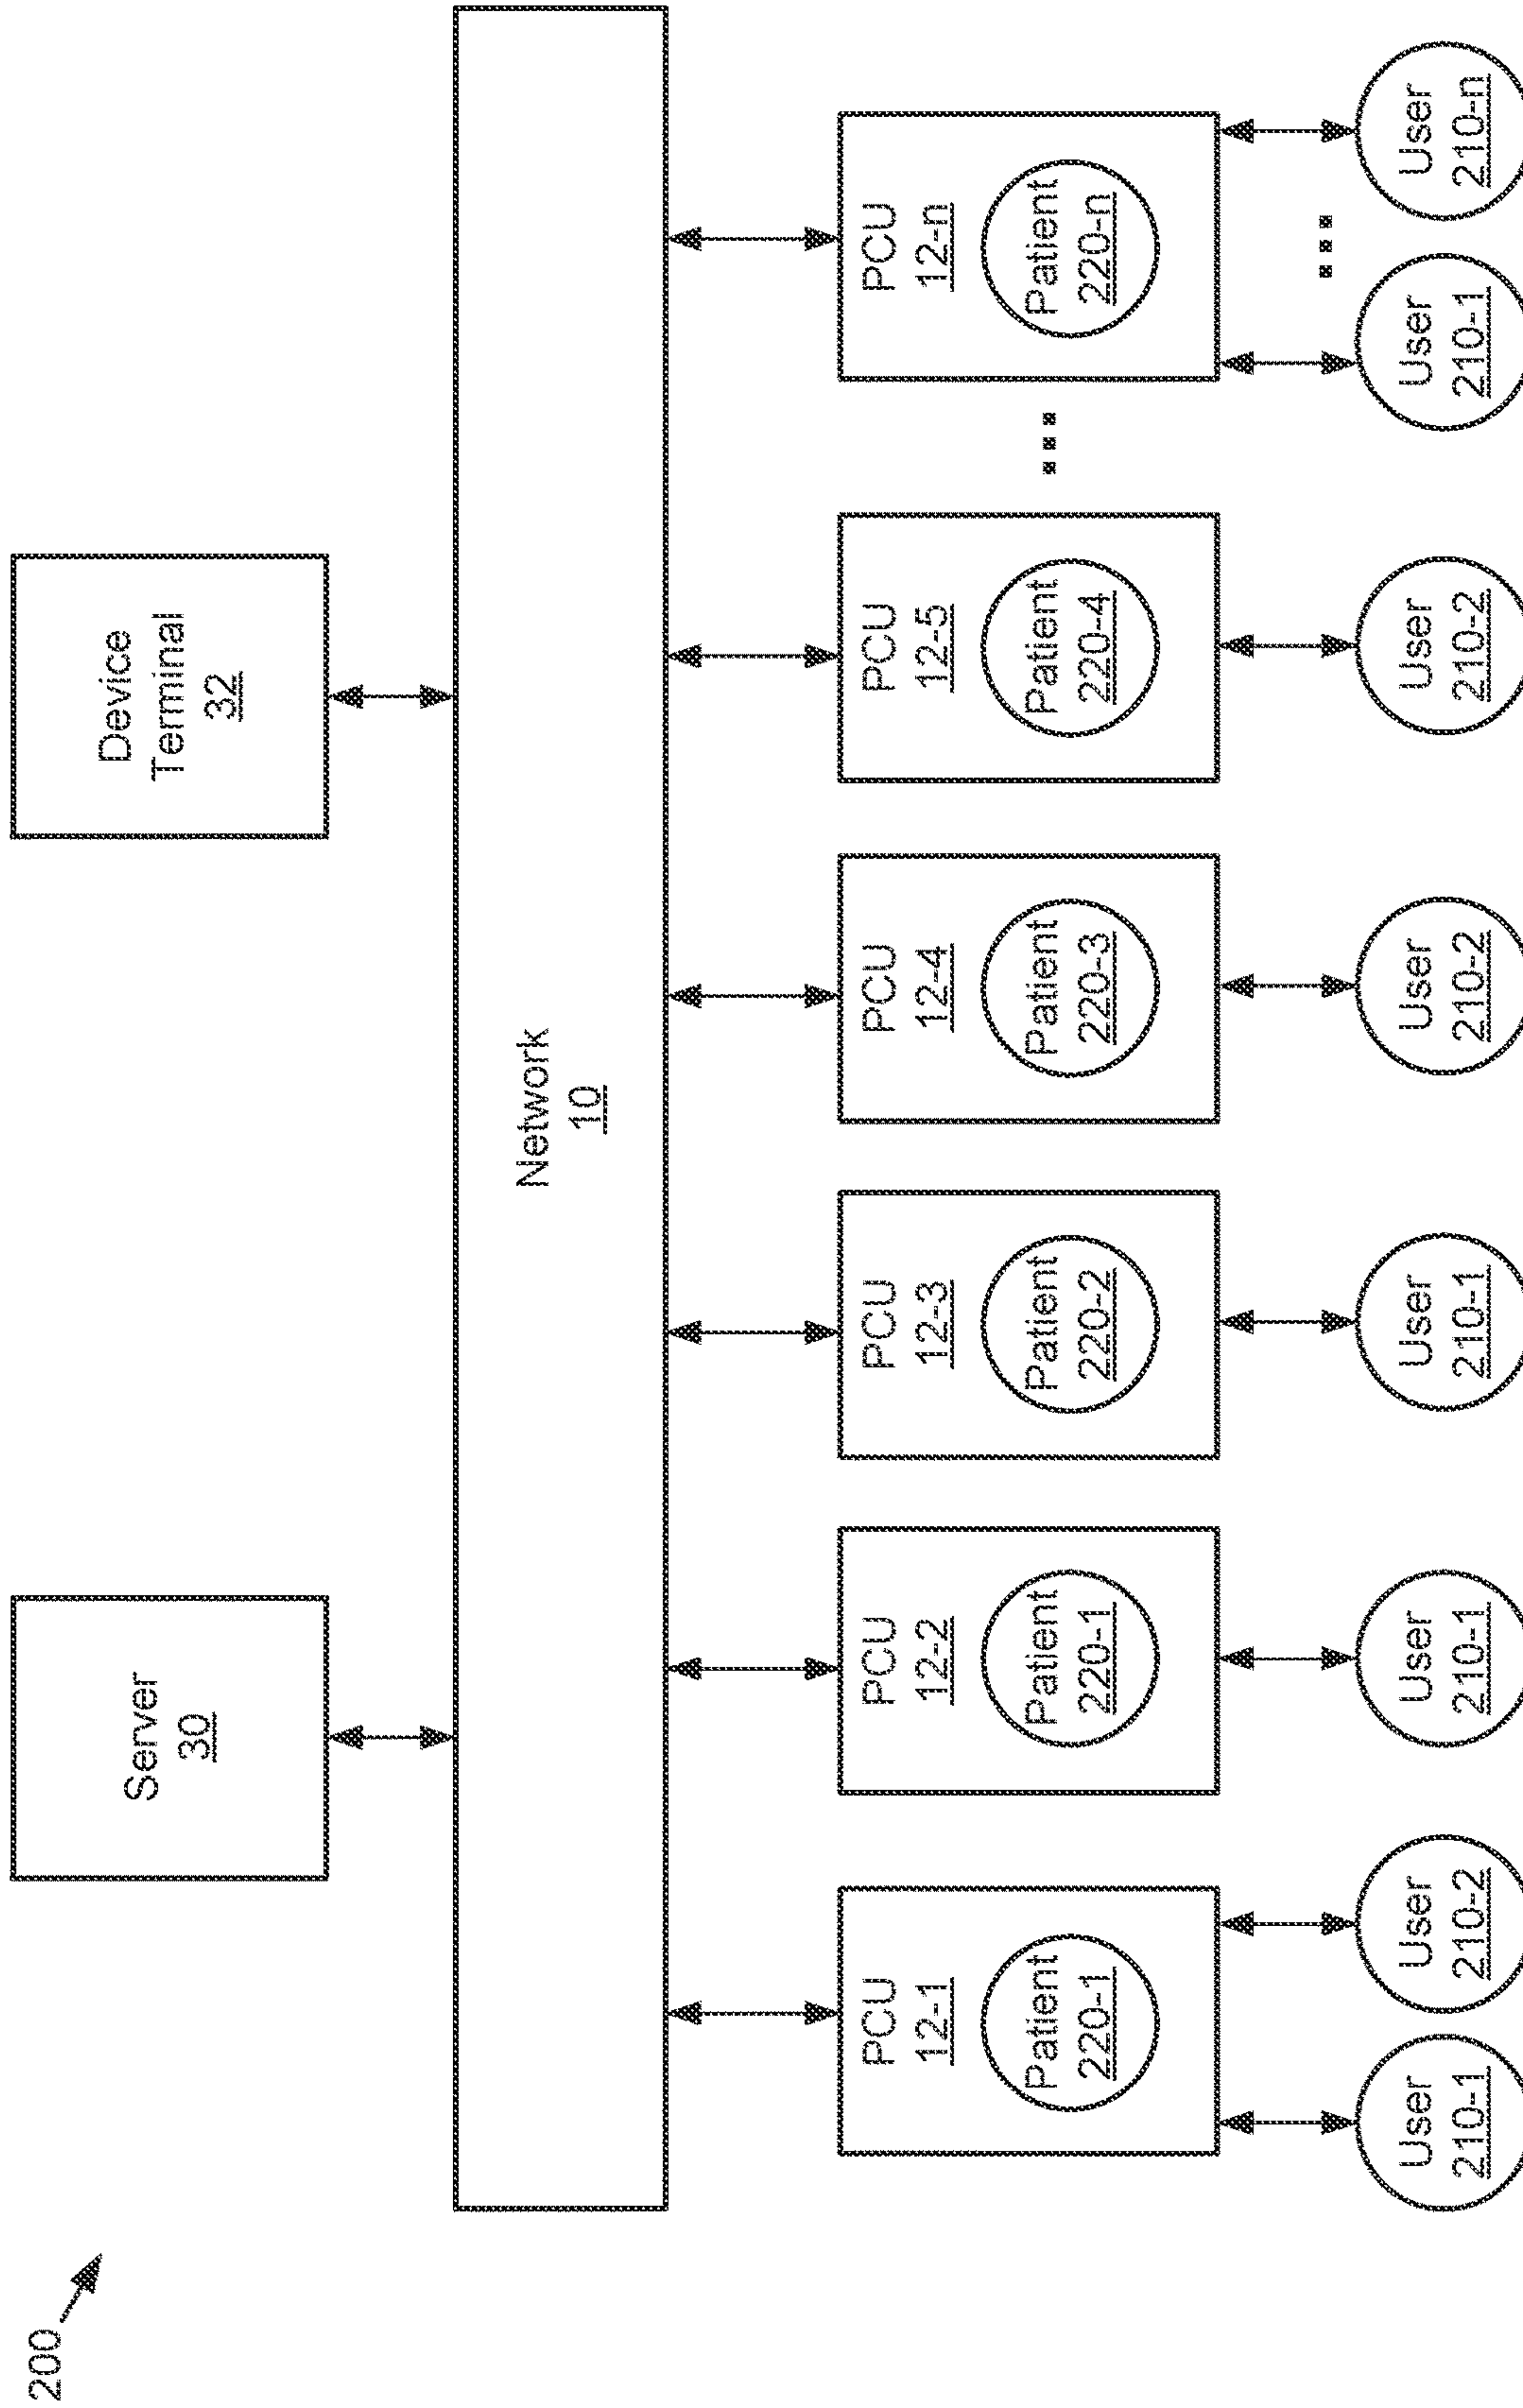 200
Server
30
Device
Terminal
32
Network
10
PCU
12-1
Patient
220-1
PCU
12-2
Patient
220-1
PCU
12-3
Patient
220-2
PCU
12-4
Patient
220-3
PCU
12-5
Patient
220-4
PCU
12-n
Patient
220-n
User
210-1
User
210-2
User
210-1
User
210-1
User
210-2
User
210-2
User
210-1
User
210-n